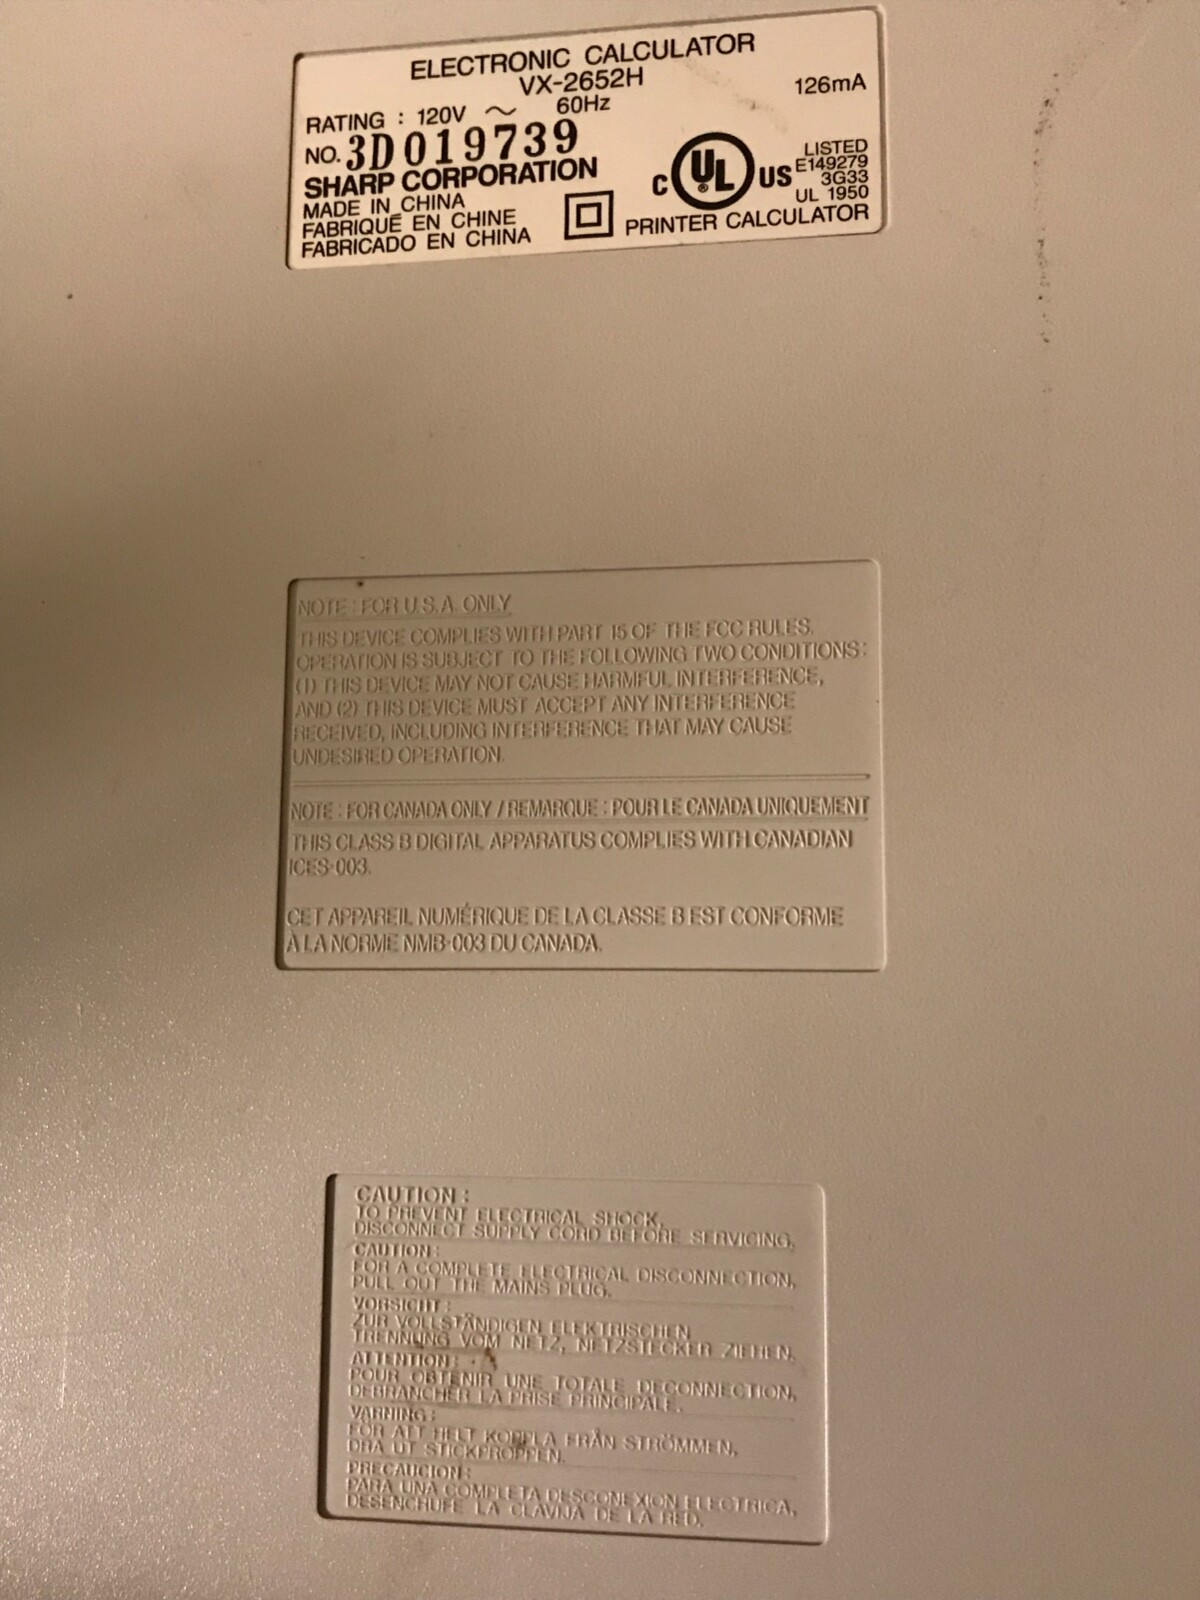 ELECTRONIC CALCULATOR
VX-2652H
RATING : 120V ~ 60Hz 126mA
NO. 3D019739
SHARP CORPORATION
MADE IN CHINA
FABRIQUÉ EN CHINE
FABRICADO EN CHINA
C UL ® US
LISTED
E149279
3G33
UL 1950
PRINTER CALCULATOR
NOTE : FOR U.S.A. ONLY
THIS DEVICE COMPLIES WITH PART 15 OF THE FCC RULES.
OPERATION IS SUBJECT TO THE FOLLOWING TWO CONDITIONS:
(1) THIS DEVICE MAY NOT CAUSE HARMFUL INTERFERENCE,
AND (2) THIS DEVICE MUST ACCEPT ANY INTERFERENCE
RECEIVED, INCLUDING INTERFERENCE THAT MAY CAUSE
UNDESIRED OPERATION.
NOTE : FOR CANADA ONLY / REMARQUE : POUR LE CANADA UNIQUEMENT
THIS CLASS B DIGITAL APPARATUS COMPLIES WITH CANADIAN
ICES-003.
CET APPAREIL NUMÉRIQUE DE LA CLASSE B EST CONFORME
À LA NORME NMB-003 DU CANADA.
CAUTION :
TO PREVENT ELECTRICAL SHOCK,
DISCONNECT SUPPLY CORD BEFORE SERVICING.
CAUTION :
FOR A COMPLETE ELECTRICAL DISCONNECTION,
PULL OUT THE MAINS PLUG.
VORSICHT :
ZUR VOLLSTÄNDIGEN ELEKTRISCHEN
TRENNUNG VOM NETZ, NETZSTECKER ZIEHEN.
ATTENTION :
POUR OBTENIR UNE TOTALE DECONNECTION,
DEBRANCHER LA PRISE PRINCIPALE.
VARNING :
FÖR ATT HELT KOPPLA FRÅN STRÖMMEN,
DRA UT STICKPROPPEN.
PRECAUCION :
PARA UNA COMPLETA DESCONEXION ELECTRICA,
DESENCHUFE LA CLAVIJA DE LA RED.